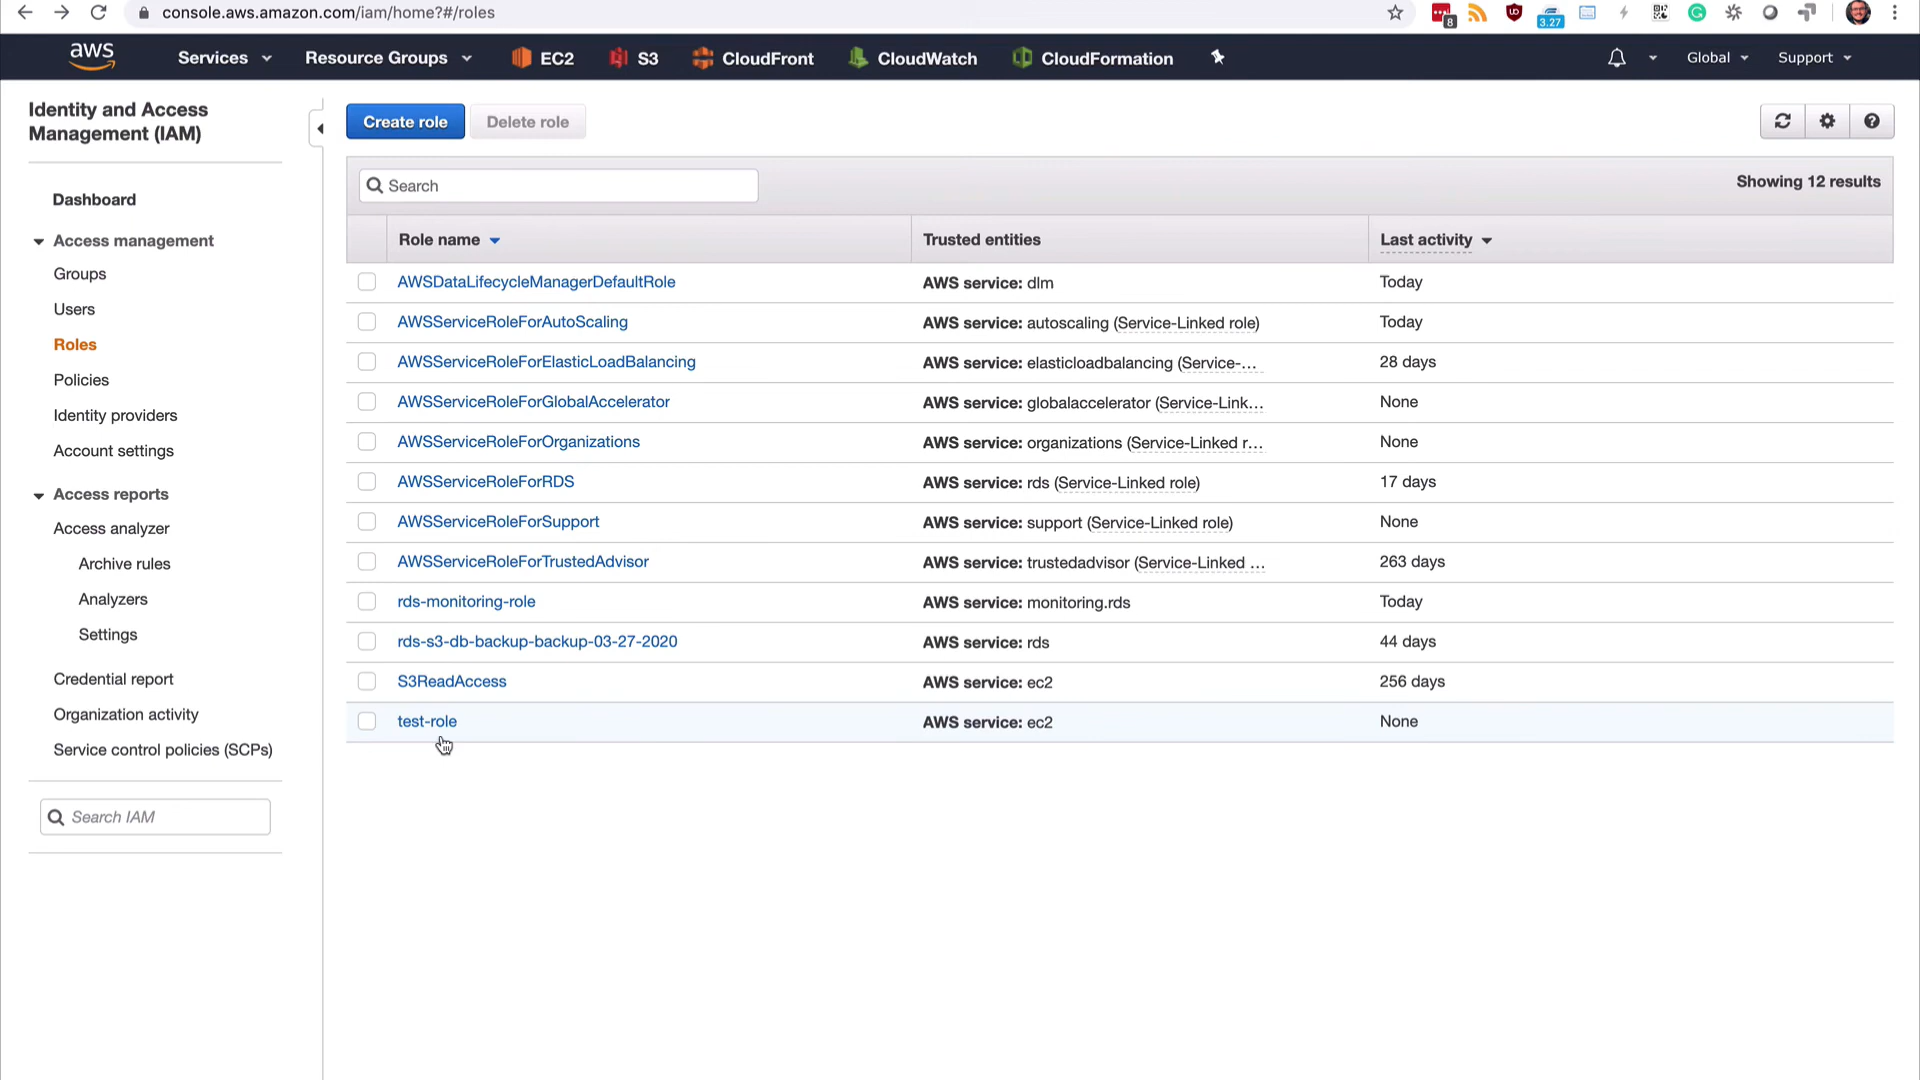 console.aws.amazon.com/iam/home?#/roles
8
3.27
aws
Services
Resource Groups
EC2
S3
CloudFront
CloudWatch
CloudFormation
Global
Support
Identity and Access
Management (IAM)
Dashboard
Access management
Groups
Users
Roles
Policies
Identity providers
Account settings
Access reports
Access analyzer
Archive rules
Analyzers
Settings
Credential report
Organization activity
Service control policies (SCPs)
Search IAM
Create role
Delete role
Search
Showing 12 results
Role name
Trusted entities
Last activity
AWSDataLifecycleManagerDefaultRole
AWS service: dlm
Today
AWSServiceRoleForAutoScaling
AWS service: autoscaling (Service-Linked role)
Today
AWSServiceRoleForElasticLoadBalancing
AWS service: elasticloadbalancing (Service-…
28 days
AWSServiceRoleForGlobalAccelerator
AWS service: globalaccelerator (Service-Link…
None
AWSServiceRoleForOrganizations
AWS service: organizations (Service-Linked r…
None
AWSServiceRoleForRDS
AWS service: rds (Service-Linked role)
17 days
AWSServiceRoleForSupport
AWS service: support (Service-Linked role)
None
AWSServiceRoleForTrustedAdvisor
AWS service: trustedadvisor (Service-Linked …
263 days
rds-monitoring-role
AWS service: monitoring.rds
Today
rds-s3-db-backup-backup-03-27-2020
AWS service: rds
44 days
S3ReadAccess
AWS service: ec2
256 days
test-role
AWS service: ec2
None